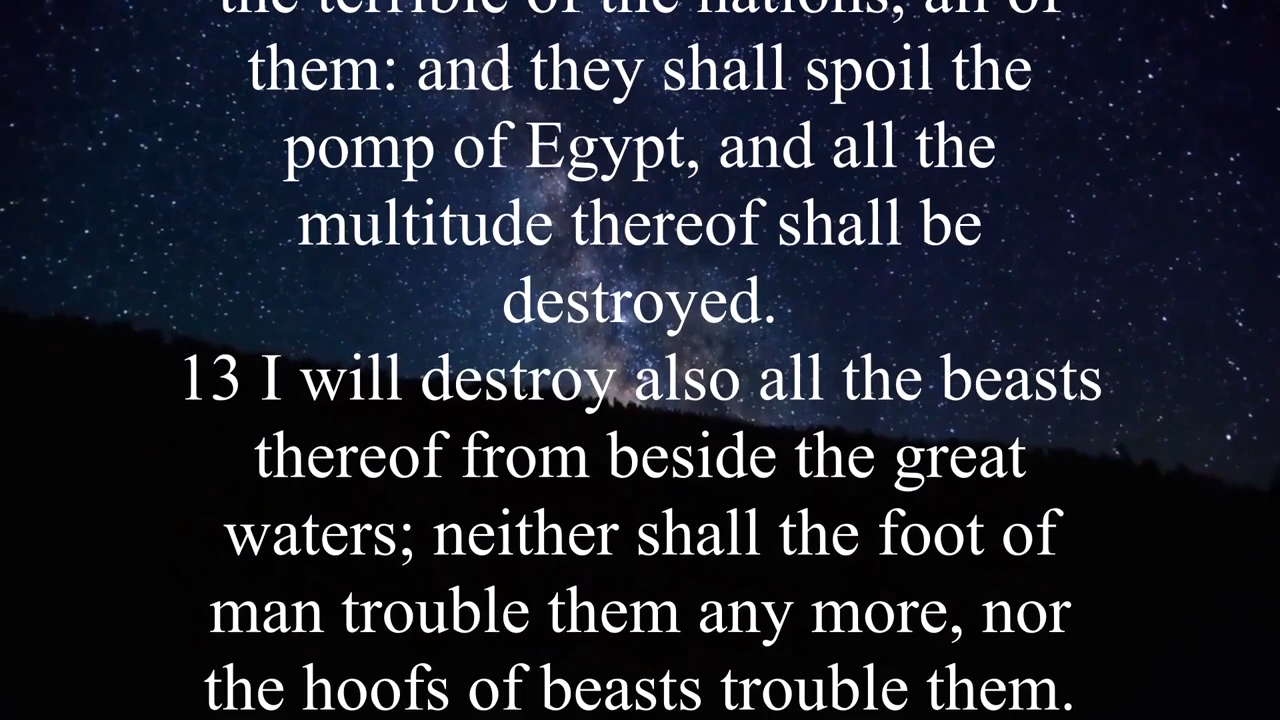 the terrible of the nations, all of
them: and they shall spoil the
pomp of Egypt, and all the
multitude thereof shall be
destroyed.
13 I will destroy also all the beasts
thereof from beside the great
waters; neither shall the foot of
man trouble them any more, nor
the hoofs of beasts trouble them.